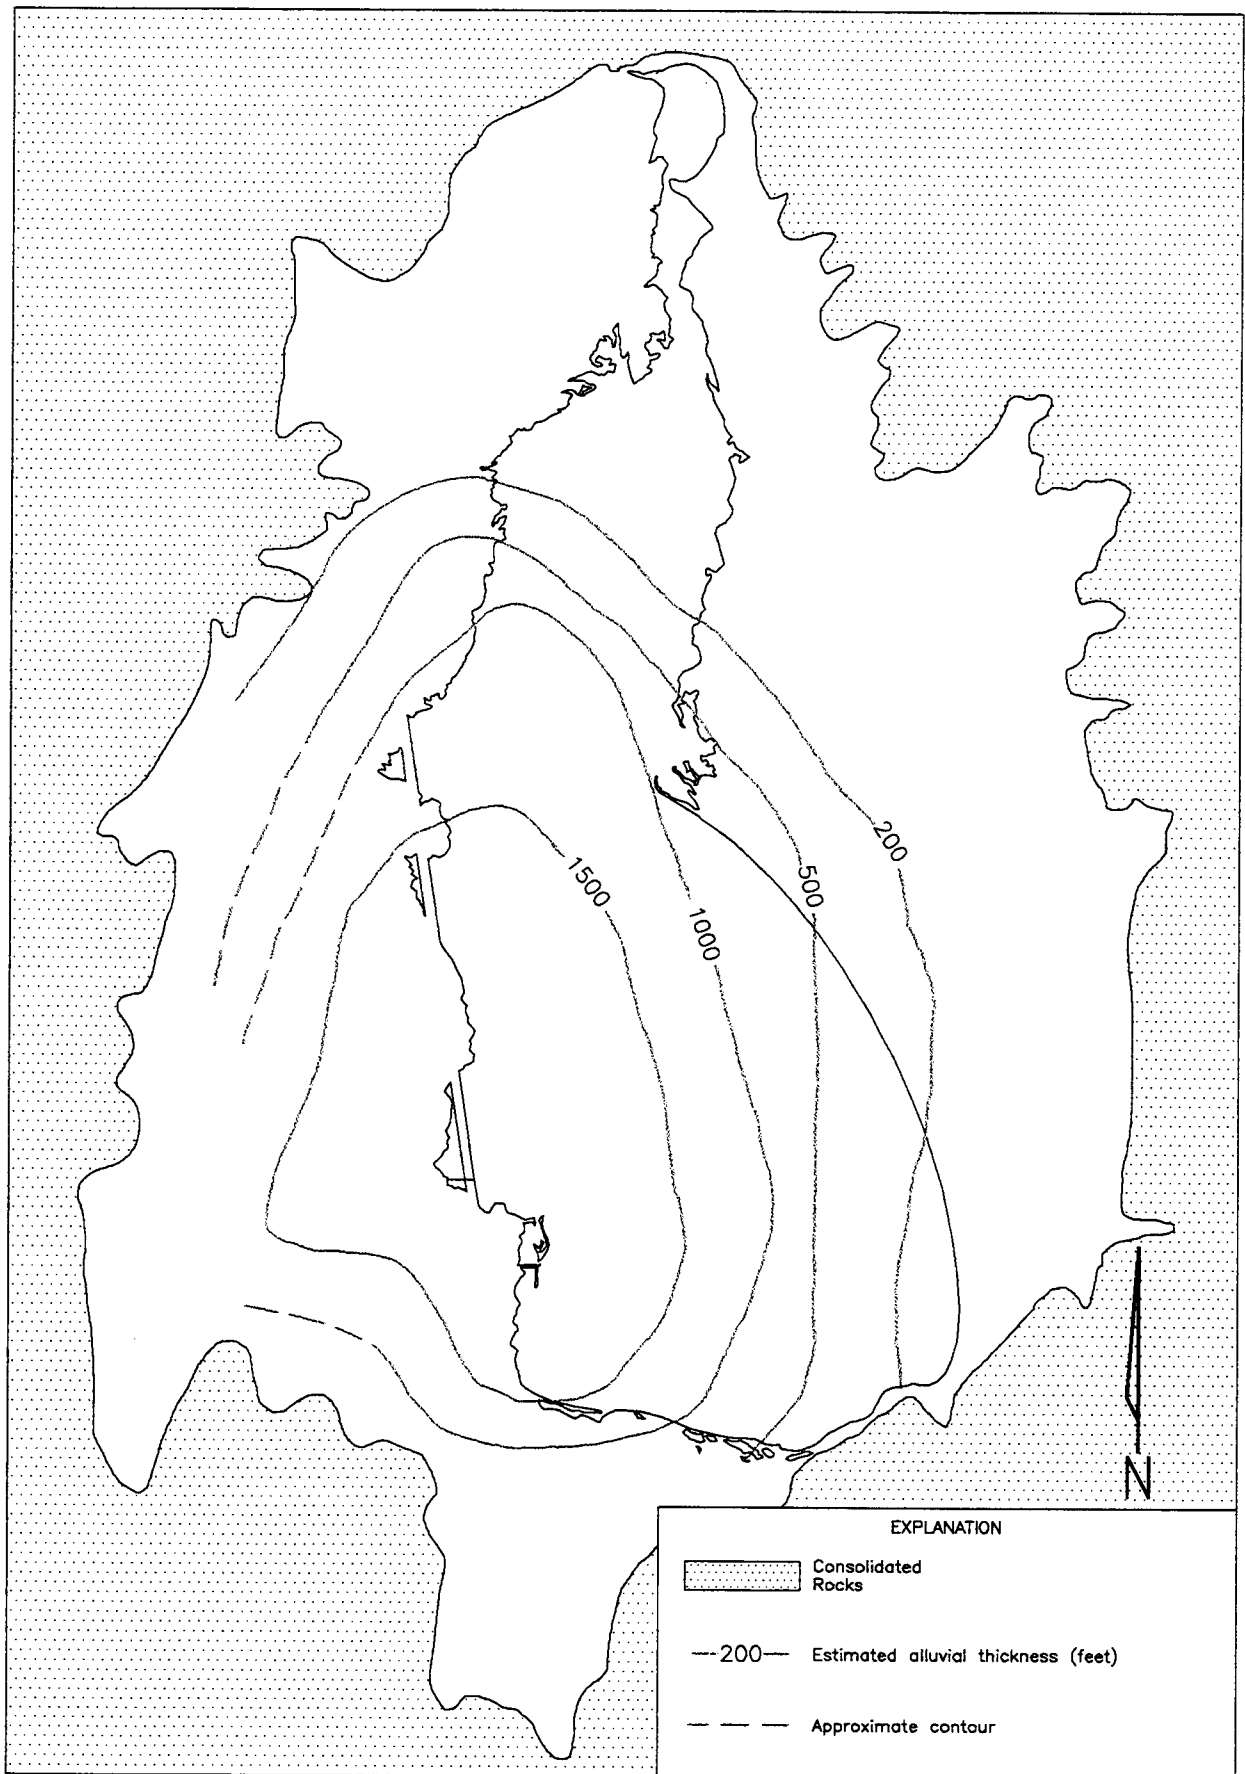 200
500
1500
1000
N
EXPLANATION
Consolidated
Rocks
200
Estimated alluvial thickness (feet)
Approximate contour